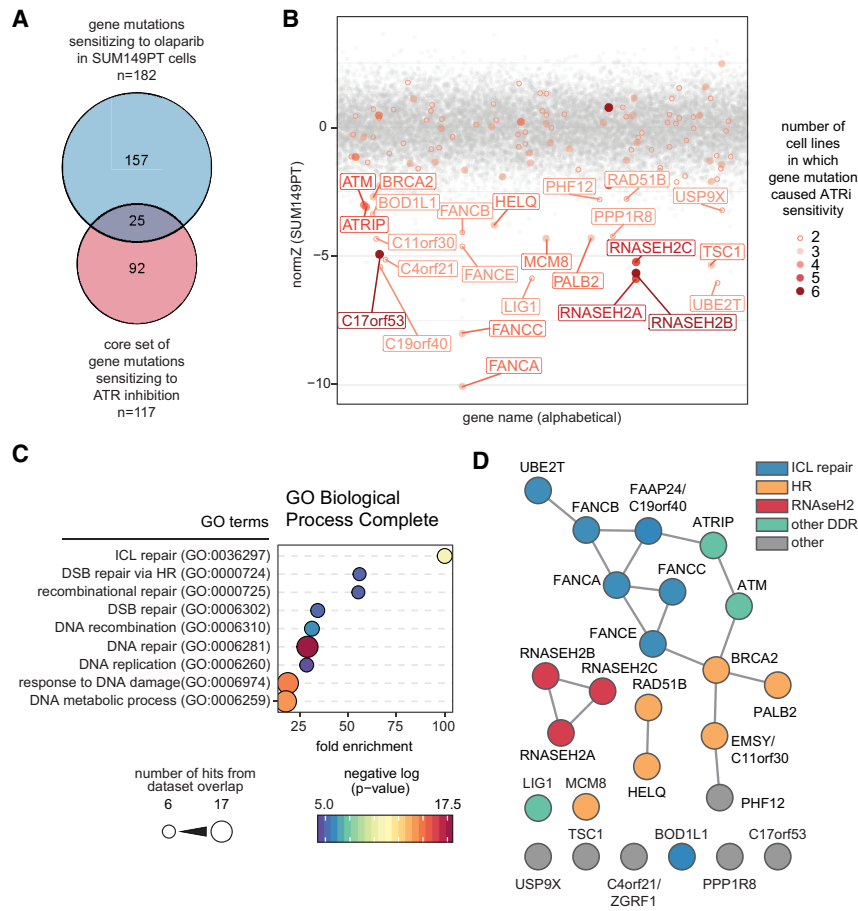 A
gene mutations
sensitizing to olaparib
in SUM149PT cells
n=182
157
25
92
core set of
gene mutations
sensitizing to
ATR inhibition
n=117
B
normZ (SUM149PT)
0
−5
−10
ATM
BRCA2
BOD1L1
ATRIP
FANCB
HELQ
PHF12
RAD51B
USP9X
PPP1R8
C11orf30
C4orf21
FANCE
MCM8
PALB2
RNASEH2C
TSC1
LIG1
RNASEH2A
RNASEH2B
UBE2T
C17orf53
C19orf40
FANCC
FANCA
gene name (alphabetical)
number of
cell lines
in which
gene mutation
caused ATRi
sensitivity
2
3
4
5
6
C
GO terms
GO Biological
Process Complete
ICL repair (GO:0036297)
DSB repair via HR (GO:0000724)
recombinational repair (GO:0000725)
DSB repair (GO:0006302)
DNA recombination (GO:0006310)
DNA repair (GO:0006281)
DNA replication (GO:0006260)
response to DNA damage(GO:0006974)
DNA metabolic process (GO:0006259)
25 50 75 100
fold enrichment
number of hits from
dataset overlap
6 17
negative log
(p−value)
5.0 17.5
D
UBE2T
FANCB
FAAP24/
C19orf40
ATRIP
FANCA
FANCC
ATM
FANCE
BRCA2
PALB2
RNASEH2B
RNASEH2C
RNASEH2A
RAD51B
HELQ
EMSY/
C11orf30
PHF12
LIG1
MCM8
USP9X
TSC1
C4orf21/
ZGRF1
BOD1L1
PPP1R8
C17orf53
ICL repair
HR
RNAseH2
other DDR
other